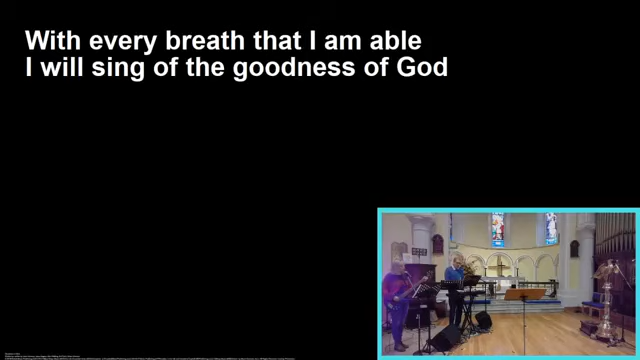 With every breath that I am able
I will sing of the goodness of God